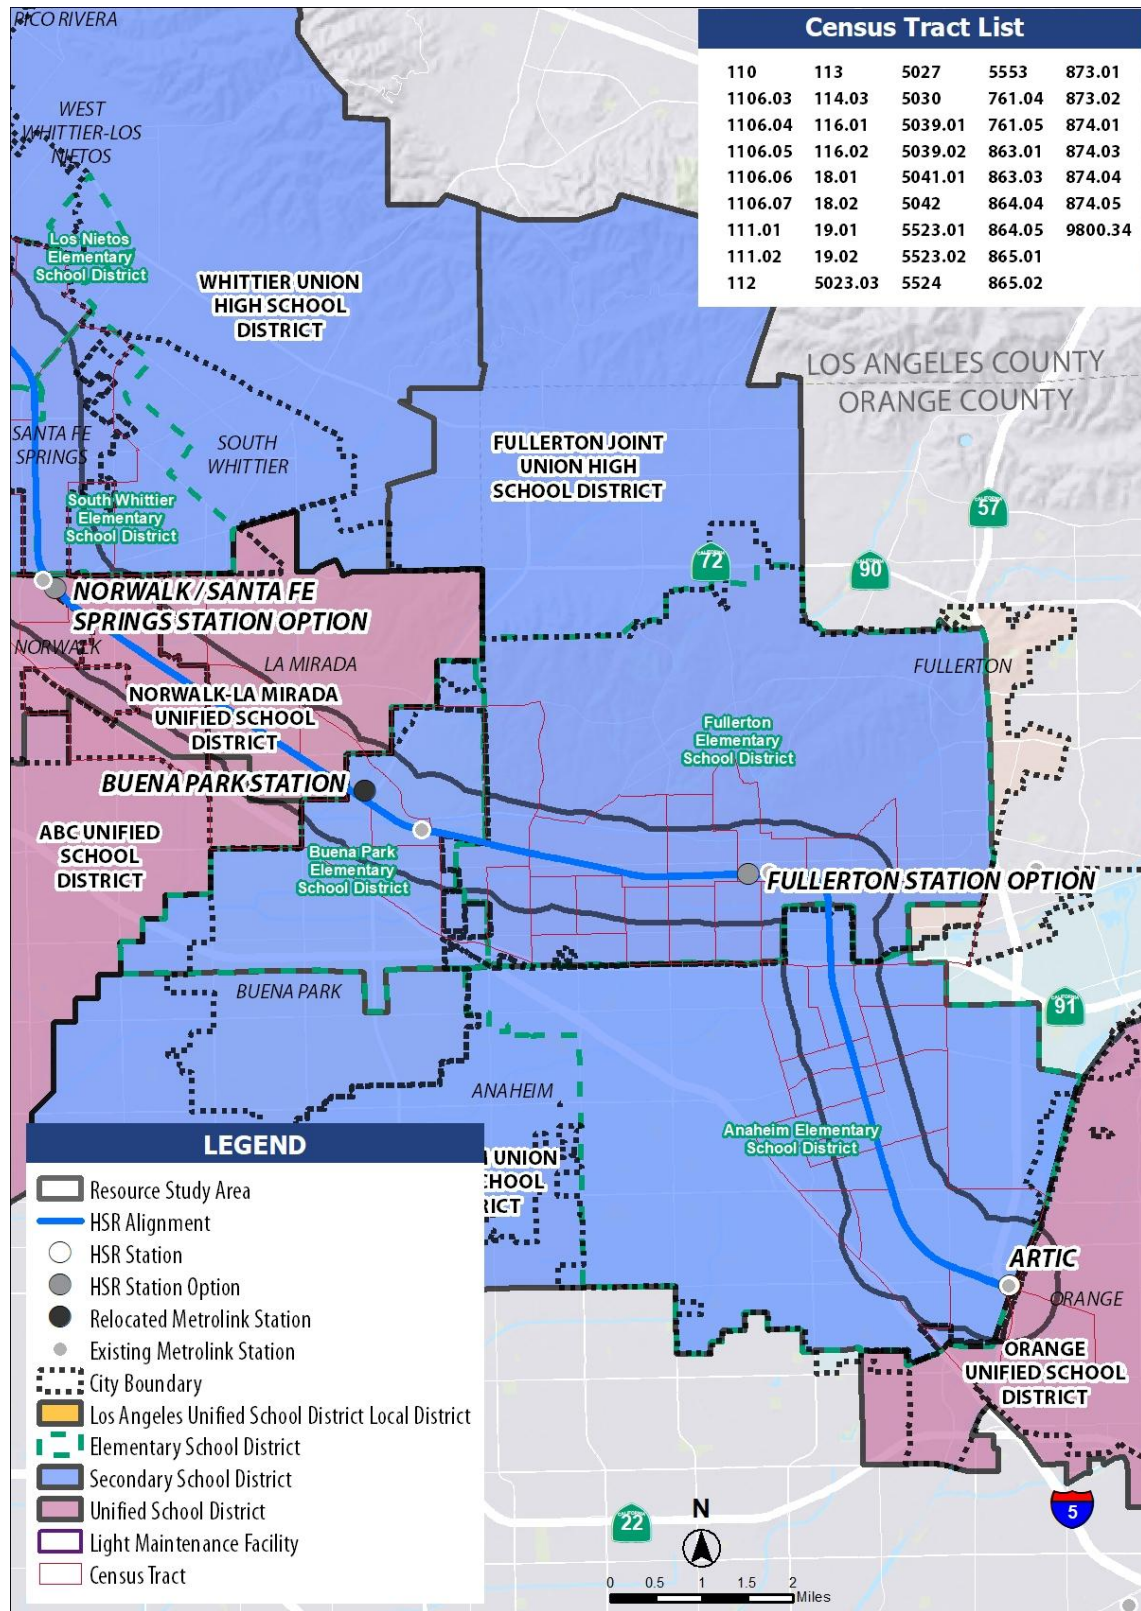 Census Tract List
110 113 5027 5553 873.01
1106.03 114.03 5030 761.04 873.02
1106.04 116.01 5039.01 761.05 874.01
1106.05 116.02 5039.02 863.01 874.03
1106.06 18.01 5041.01 863.03 874.04
1106.07 18.02 5042 864.04 874.05
111.01 19.01 5523.01 864.05 9800.34
111.02 19.02 5523.02 865.01
112 5023.03 5524 865.02
PICO RIVERA
WEST
WHITTIER-LOS
NIETOS
Los Nietos
Elementary
School District
WHITTIER UNION
HIGH SCHOOL
DISTRICT
LOS ANGELES COUNTY
ORANGE COUNTY
SANTA FE
SPRINGS
SOUTH
WHITTIER
FULLERTON JOINT
UNION HIGH
SCHOOL DISTRICT
South Whittier
Elementary
School District
CALIFORNIA
57
CALIFORNIA
72
CALIFORNIA
90
NORWALK / SANTA FE
SPRINGS STATION OPTION
NORWALK
LA MIRADA
FULLERTON
NORWALK-LA MIRADA
UNIFIED SCHOOL
DISTRICT
Fullerton
Elementary
School District
BUENA PARK STATION
ABC UNIFIED
SCHOOL
DISTRICT
Buena Park
Elementary
School District
FULLERTON STATION OPTION
BUENA PARK
CALIFORNIA
91
ANAHEIM
Anaheim Elementary
School District
UNION
CHOOL
RICT
ARTIC
ORANGE
ORANGE
UNIFIED SCHOOL
DISTRICT
LEGEND
Resource Study Area
HSR Alignment
HSR Station
HSR Station Option
Relocated Metrolink Station
Existing Metrolink Station
City Boundary
Los Angeles Unified School District Local District
Elementary School District
Secondary School District
Unified School District
Light Maintenance Facility
Census Tract
CALIFORNIA
22
N
5
0 0.5 1 1.5 2
Miles